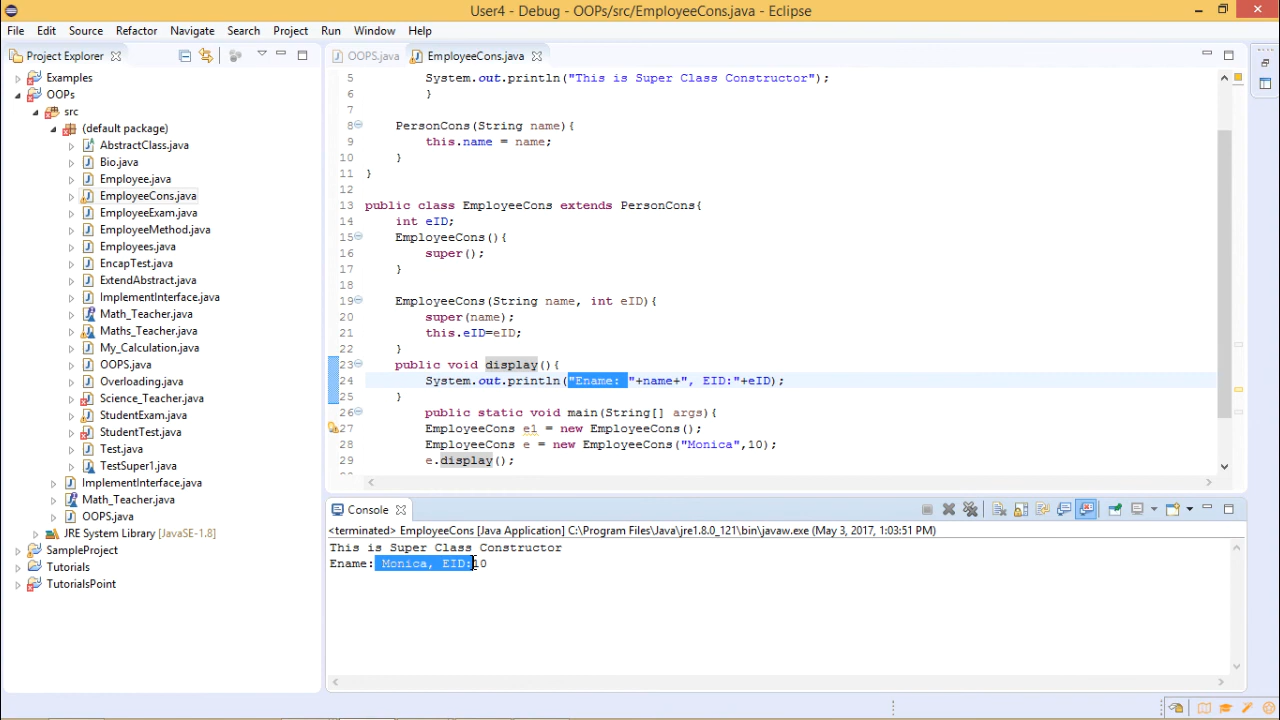 User4 - Debug - OOPs/src/EmployeeCons.java - Eclipse
File Edit Source Refactor Navigate Search Project Run Window Help
Project Explorer
Examples
OOPs
src
(default package)
AbstractClass.java
Bio.java
Employee.java
EmployeeCons.java
EmployeeExam.java
EmployeeMethod.java
Employees.java
EncapTest.java
ExtendAbstract.java
ImplementInterface.java
Math_Teacher.java
Maths_Teacher.java
My_Calculation.java
OOPS.java
Overloading.java
Science_Teacher.java
StudentExam.java
StudentTest.java
Test.java
TestSuper1.java
ImplementInterface.java
Math_Teacher.java
OOPS.java
JRE System Library [JavaSE-1.8]
SampleProject
Tutorials
TutorialsPoint
OOPS.java EmployeeCons.java
5 System.out.println("This is Super Class Constructor");
6 }
7
8 PersonCons(String name){
9 this.name = name;
10 }
11 }
12
13 public class EmployeeCons extends PersonCons{
14 int eID;
15 EmployeeCons(){
16 super();
17 }
18
19 EmployeeCons(String name, int eID){
20 super(name);
21 this.eID=eID;
22 }
23 public void display(){
24 System.out.println("Ename: "+name+", EID:"+eID);
25 }
26 public static void main(String[] args){
27 EmployeeCons e1 = new EmployeeCons();
28 EmployeeCons e = new EmployeeCons("Monica",10);
29 e.display();
Console
<terminated> EmployeeCons [Java Application] C:\Program Files\Java\jre1.8.0_121\bin\javaw.exe (May 3, 2017, 1:03:51 PM)
This is Super Class Constructor
Ename: Monica, EID:10